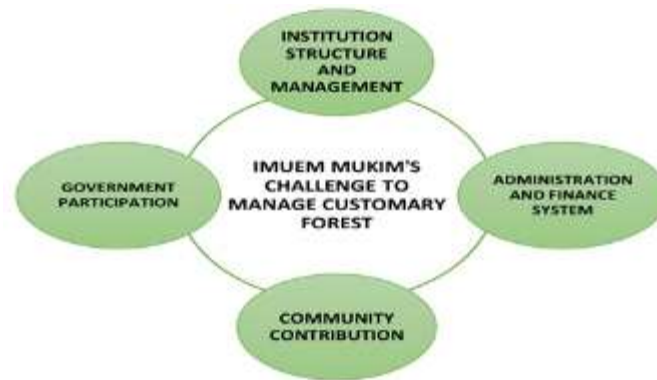 INSTITUTION
STRUCTURE
AND
MANAGEMENT
IMUEM MUKIM'S
CHALLENGE TO
MANAGE CUSTOMARY
FOREST
GOVERNMENT
PARTICIPATION
ADMINISTRATION
AND FINANCE
SYSTEM
COMMUNITY
CONTRIBUTION